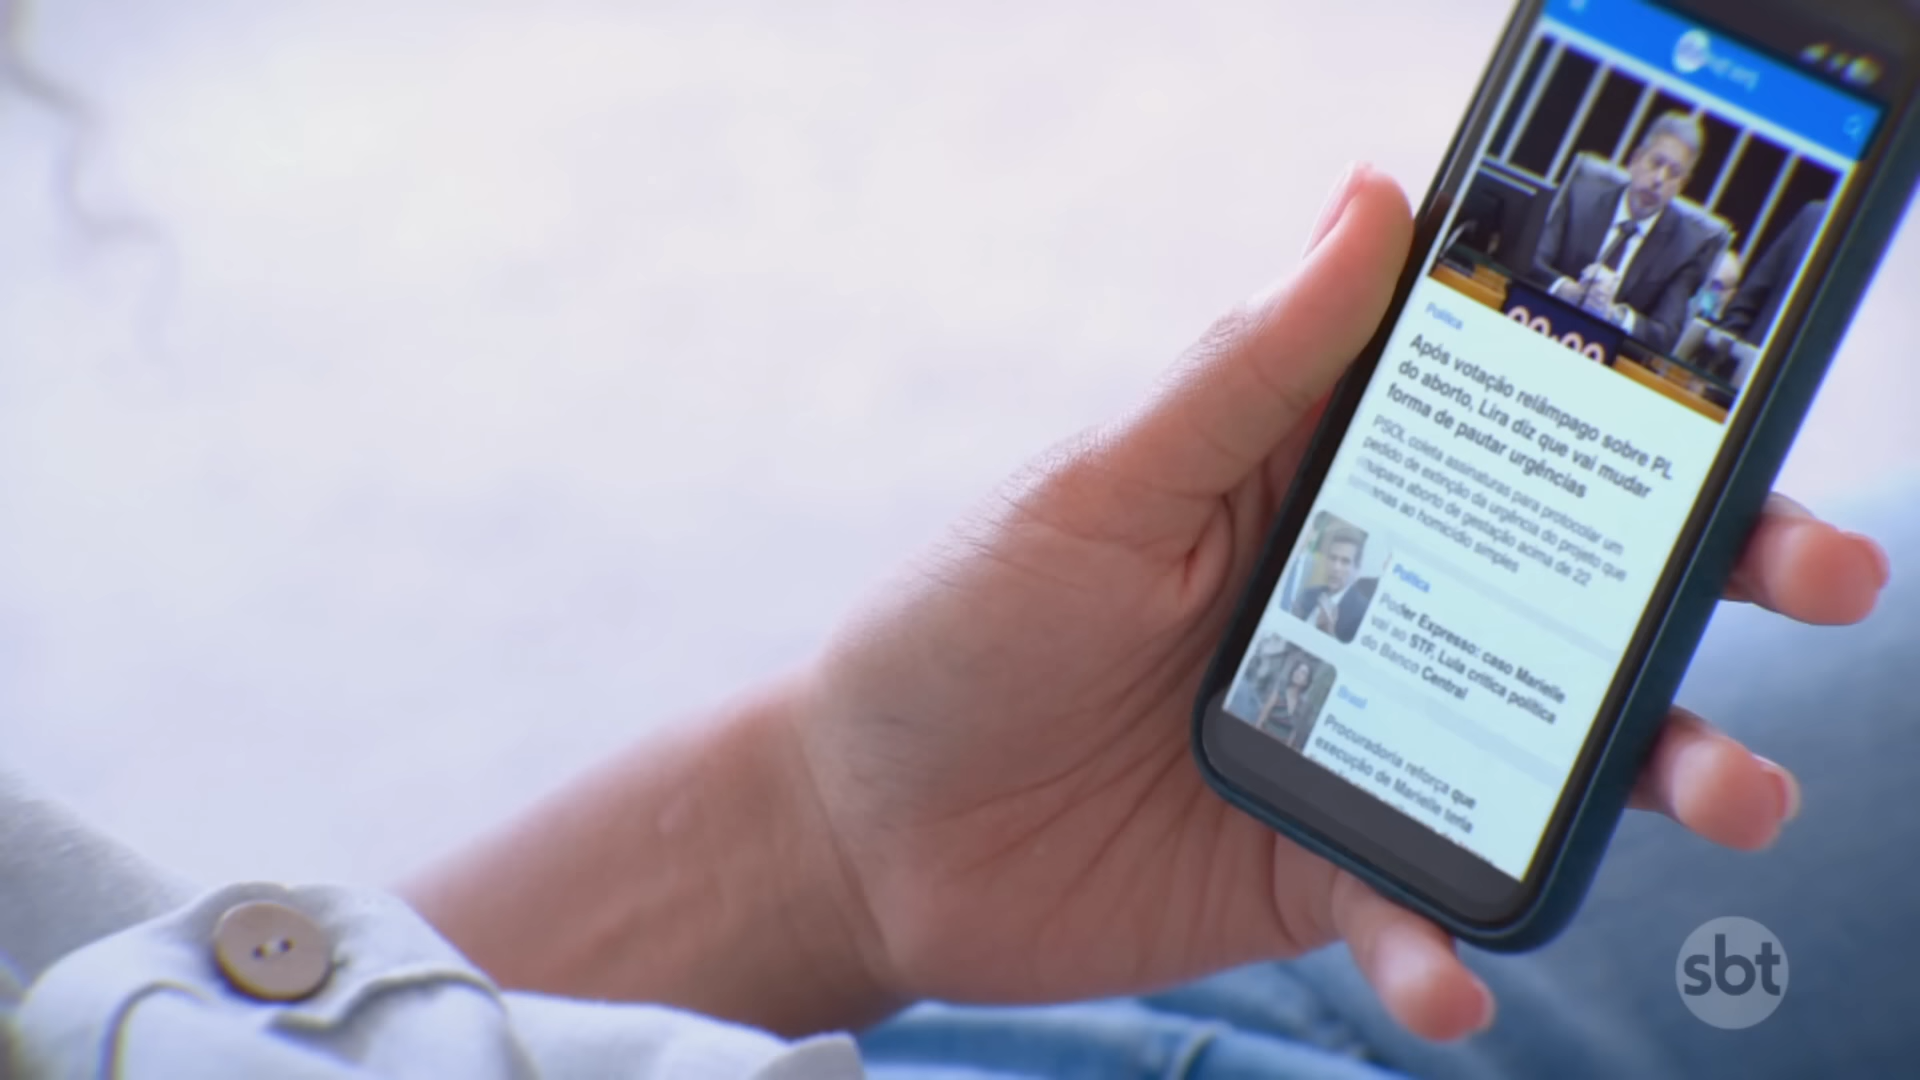 news
00:00
Política
Após votação relâmpago sobre PL
do aborto, Lira diz que vai mudar
forma de pautar urgências
PSOL coleta assinaturas para protocolar um
pedido de extinção da urgência do projeto que
aborto de gestação acima de 22
ao homicídio simples
Política
Poder Expresso: caso Marielle
vai ao STF, Lula critica política
do Banco Central
Brasil
Procuradoria reforça que
execução de Marielle teria
sbt